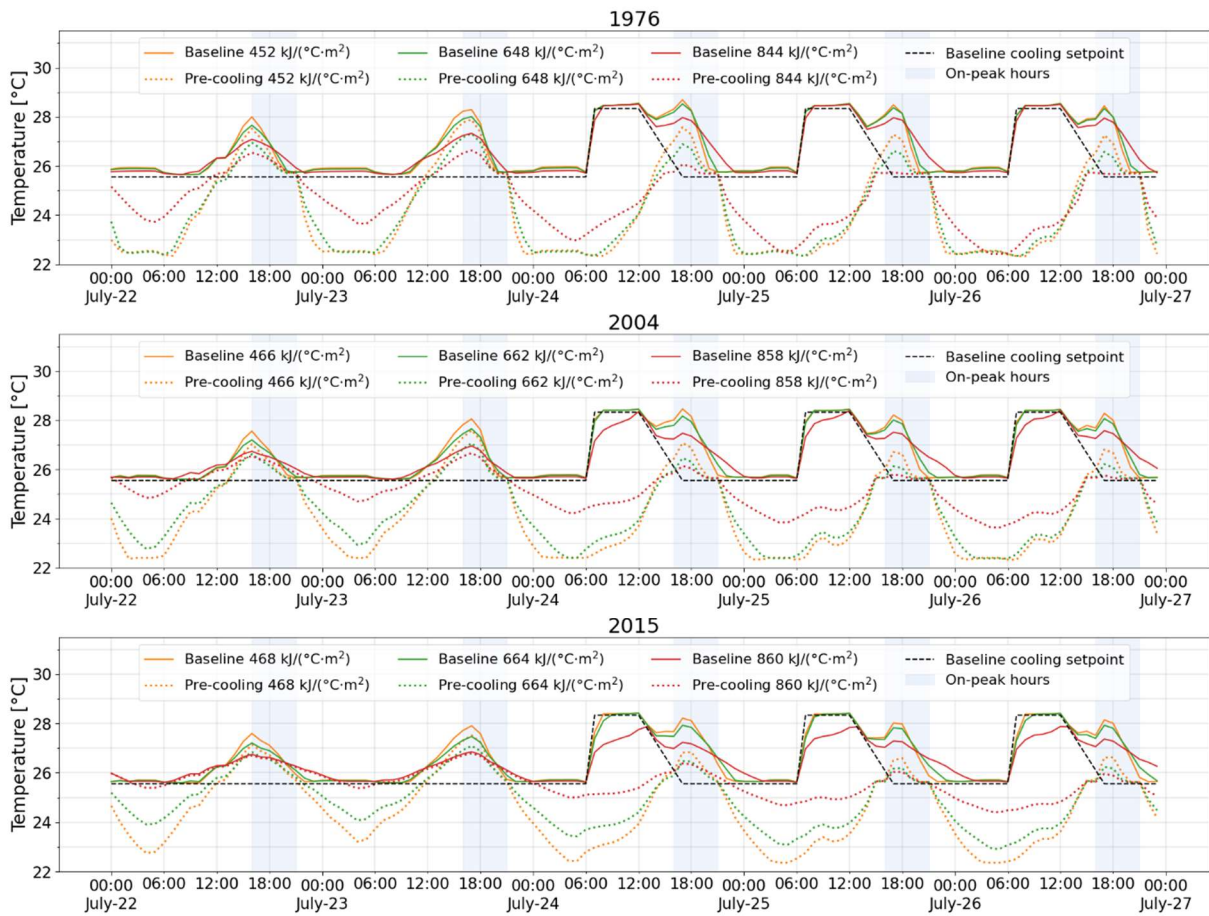 1976
Baseline 452 kJ/(°C·m²) Baseline 648 kJ/(°C·m²) Baseline 844 kJ/(°C·m²) Baseline cooling setpoint
Pre-cooling 452 kJ/(°C·m²) Pre-cooling 648 kJ/(°C·m²) Pre-cooling 844 kJ/(°C·m²) On-peak hours
Temperature [°C]
30
28
26
24
22
00:00 06:00 12:00 18:00 00:00 06:00 12:00 18:00 00:00 06:00 12:00 18:00 00:00 06:00 12:00 18:00 00:00 06:00 12:00 18:00 00:00
July-22 July-23 July-24 July-25 July-26 July-27
2004
Baseline 466 kJ/(°C·m²) Baseline 662 kJ/(°C·m²) Baseline 858 kJ/(°C·m²) Baseline cooling setpoint
Pre-cooling 466 kJ/(°C·m²) Pre-cooling 662 kJ/(°C·m²) Pre-cooling 858 kJ/(°C·m²) On-peak hours
Temperature [°C]
30
28
26
24
22
00:00 06:00 12:00 18:00 00:00 06:00 12:00 18:00 00:00 06:00 12:00 18:00 00:00 06:00 12:00 18:00 00:00 06:00 12:00 18:00 00:00
July-22 July-23 July-24 July-25 July-26 July-27
2015
Baseline 468 kJ/(°C·m²) Baseline 664 kJ/(°C·m²) Baseline 860 kJ/(°C·m²) Baseline cooling setpoint
Pre-cooling 468 kJ/(°C·m²) Pre-cooling 664 kJ/(°C·m²) Pre-cooling 860 kJ/(°C·m²) On-peak hours
Temperature [°C]
30
28
26
24
22
00:00 06:00 12:00 18:00 00:00 06:00 12:00 18:00 00:00 06:00 12:00 18:00 00:00 06:00 12:00 18:00 00:00 06:00 12:00 18:00 00:00
July-22 July-23 July-24 July-25 July-26 July-27